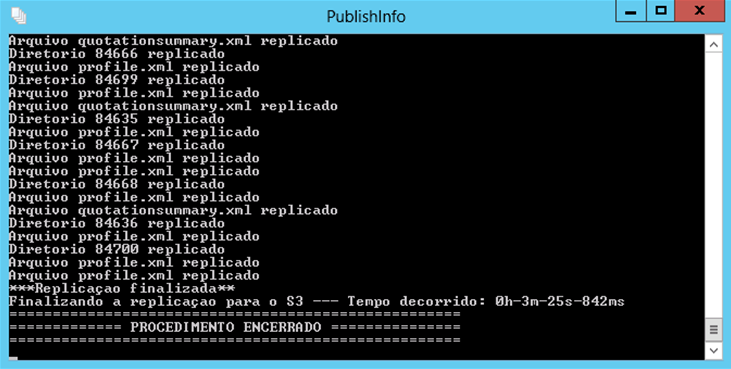 PublishInfo
Arquivo quotationsummary.xml replicado
Diretorio 84666 replicado
Arquivo profile.xml replicado
Diretorio 84699 replicado
Arquivo profile.xml replicado
Arquivo quotationsummary.xml replicado
Diretorio 84635 replicado
Arquivo profile.xml replicado
Diretorio 84667 replicado
Arquivo profile.xml replicado
Arquivo profile.xml replicado
Diretorio 84668 replicado
Arquivo profile.xml replicado
Arquivo quotationsummary.xml replicado
Diretorio 84636 replicado
Arquivo profile.xml replicado
Diretorio 84700 replicado
Arquivo profile.xml replicado
Arquivo profile.xml replicado
***Replicaçao finalizada**
Finalizando a replicaçao para o S3 --- Tempo decorrido: 0h-3m-25s-842ms
====================================================
============= PROCEDIMENTO ENCERRADO ===============
====================================================